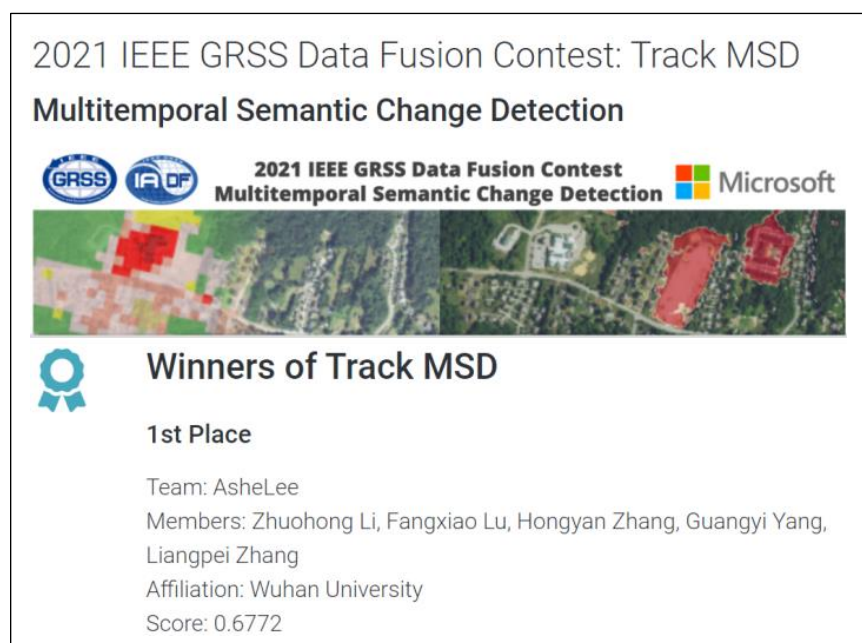 2021 IEEE GRSS Data Fusion Contest: Track MSD
Multitemporal Semantic Change Detection
IEEE
GRSS
IADF
2021 IEEE GRSS Data Fusion Contest
Multitemporal Semantic Change Detection
Microsoft
Winners of Track MSD
1st Place
Team: AsheLee
Members: Zhuohong Li, Fangxiao Lu, Hongyan Zhang, Guangyi Yang,
Liangpei Zhang
Affiliation: Wuhan University
Score: 0.6772